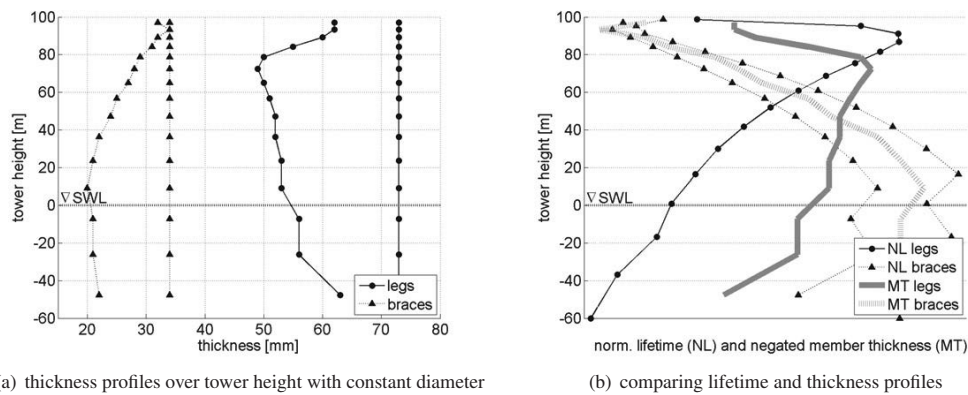 100
80
60
40
20
0
-20
-40
-60
tower height [m]
▽ SWL
legs
braces
20 30 40 50 60 70 80
thickness [mm]
(a) thickness profiles over tower height with constant diameter
100
80
60
40
20
0
-20
-40
-60
tower height [m]
▽ SWL
NL legs
NL braces
MT legs
MT braces
norm. lifetime (NL) and negated member thickness (MT)
(b) comparing lifetime and thickness profiles